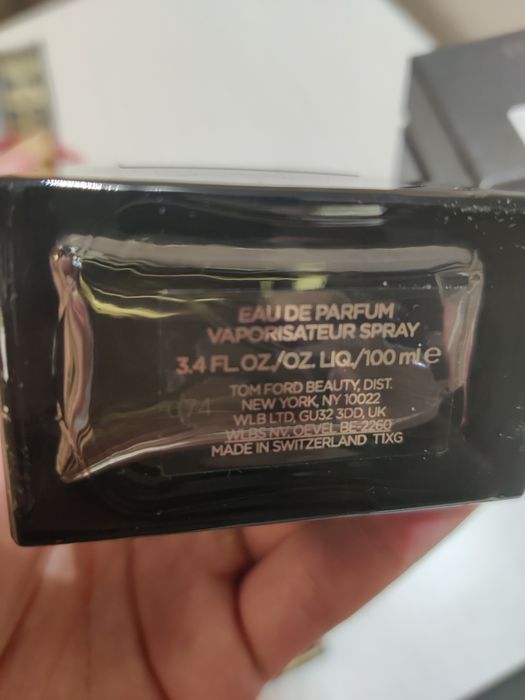 EAU DE PARFUM
VAPORISATEUR SPRAY
3.4 FL.OZ./OZ. LIQ./100 ml e
TOM FORD BEAUTY, DIST.
NEW YORK, NY 10022
WLB LTD, GU32 3DD, UK
WLBS NV. OEVEL BE-2260
MADE IN SWITZERLAND T1XG